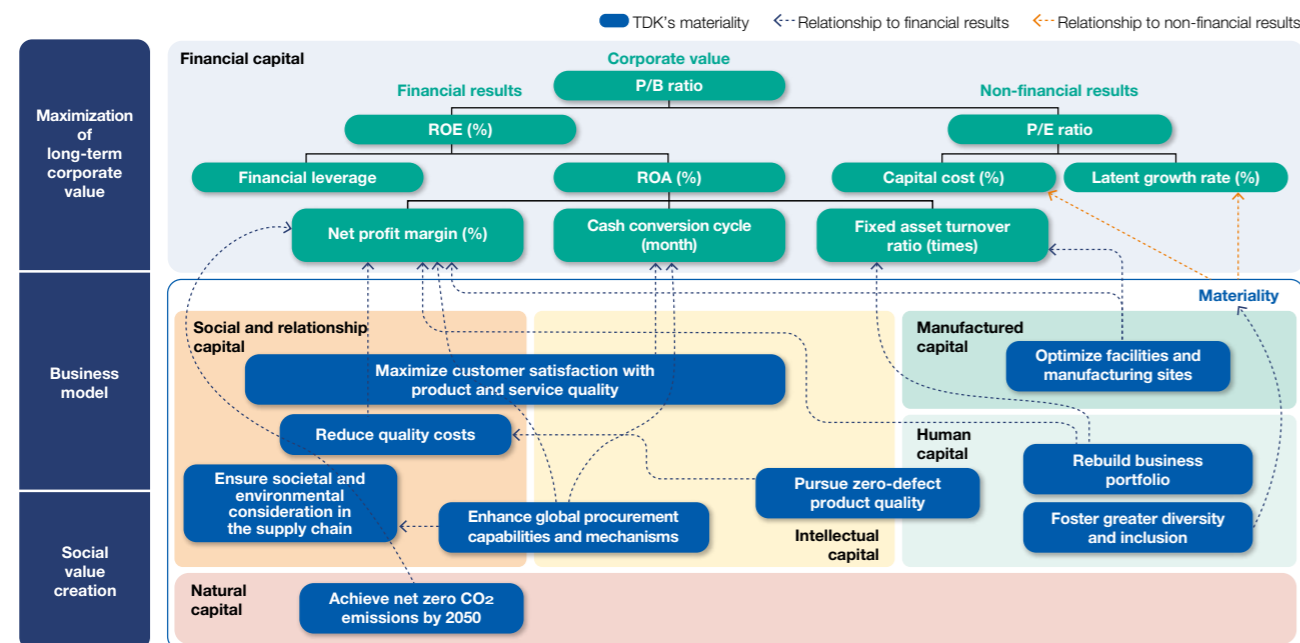 TDK's materiality
Relationship to financial results
Relationship to non-financial results
Maximization
of
long-term
corporate
value
Business
model
Social
value
creation
Financial capital
Corporate value
P/B ratio
Financial results
Non-financial results
ROE (%)
P/E ratio
Financial leverage
ROA (%)
Capital cost (%)
Latent growth rate (%)
Net profit margin (%)
Cash conversion cycle
(month)
Fixed asset turnover
ratio (times)
Materiality
Social and relationship
capital
Manufactured
capital
Maximize customer satisfaction with
product and service quality
Optimize facilities and
manufacturing sites
Reduce quality costs
Human
capital
Rebuild business
portfolio
Ensure societal and
environmental
consideration in
the supply chain
Pursue zero-defect
product quality
Enhance global procurement
capabilities and mechanisms
Intellectual
capital
Foster greater diversity
and inclusion
Natural
capital
Achieve net zero CO2
emissions by 2050